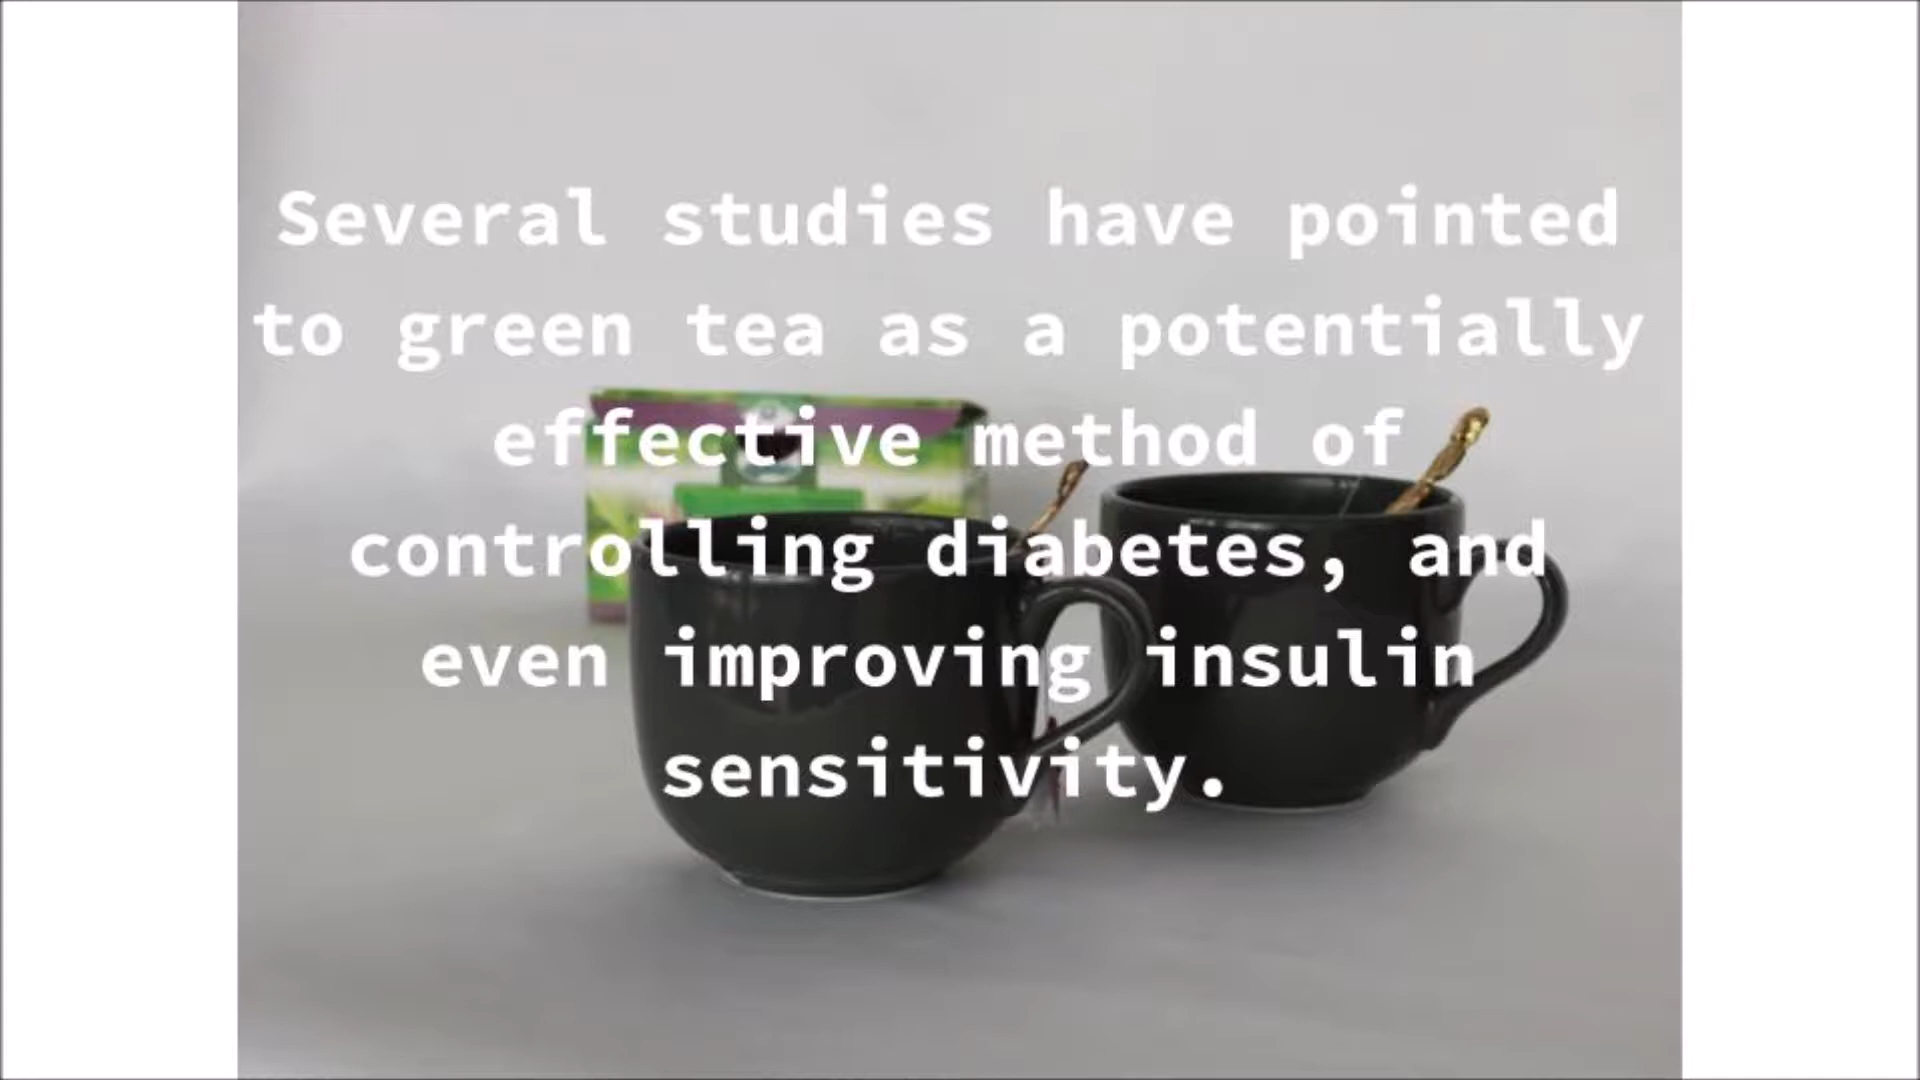 Several studies have pointed
to green tea as a potentially
effective method of
controlling diabetes, and
even improving insulin
sensitivity.